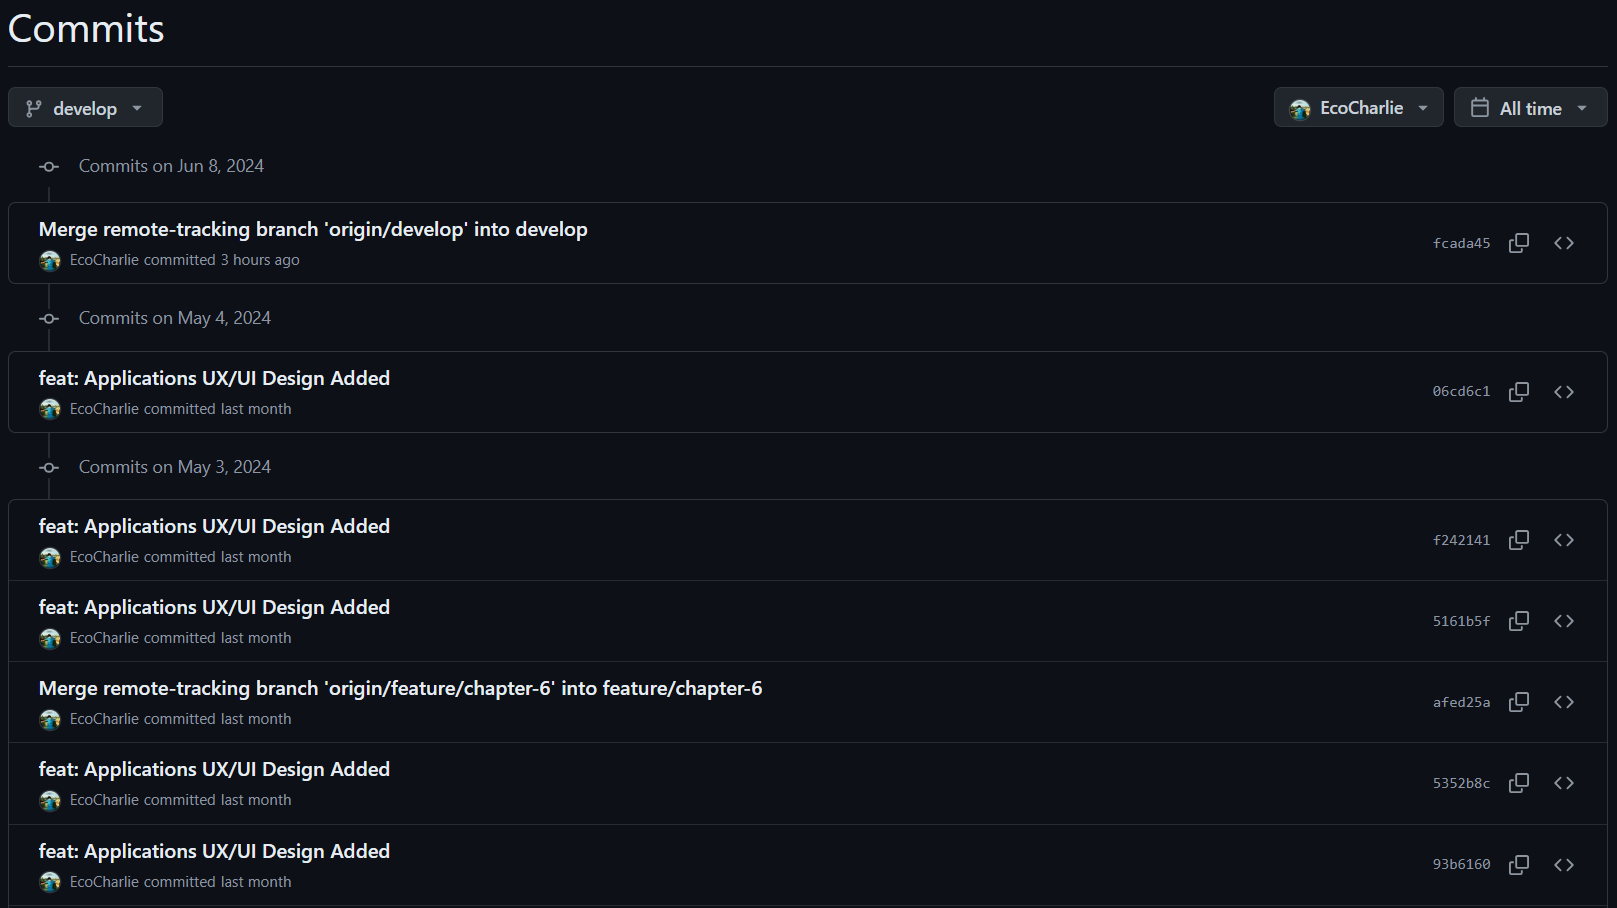 Commits
develop
EcoCharlie
All time
Commits on Jun 8, 2024
Merge remote-tracking branch 'origin/develop' into develop
EcoCharlie committed 3 hours ago
fcada45
Commits on May 4, 2024
feat: Applications UX/UI Design Added
EcoCharlie committed last month
06cd6c1
Commits on May 3, 2024
feat: Applications UX/UI Design Added
EcoCharlie committed last month
f242141
feat: Applications UX/UI Design Added
EcoCharlie committed last month
5161b5f
Merge remote-tracking branch 'origin/feature/chapter-6' into feature/chapter-6
EcoCharlie committed last month
afed25a
feat: Applications UX/UI Design Added
EcoCharlie committed last month
5352b8c
feat: Applications UX/UI Design Added
EcoCharlie committed last month
93b6160